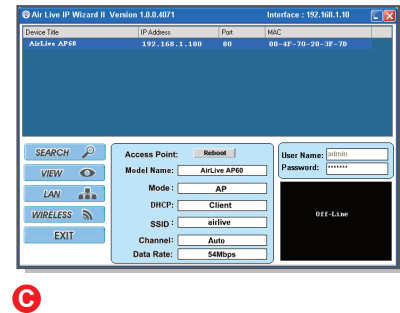 Air Live IP Wizard II Version 1.0.0.4071 Interface : 192.168.1.10
Device Title IP Address Port MAC
AirLive AP60 192.168.1.100 80 00-4F-70-20-3F-7D
SEARCH
VIEW
LAN
WIRELESS
EXIT
Access Point: Reboot
Model Name: AirLive AP60
Mode : AP
DHCP: Client
SSID : airlive
Channel : Auto
Data Rate: 54Mbps
User Name: admin
Password: *******
Off-Line
C